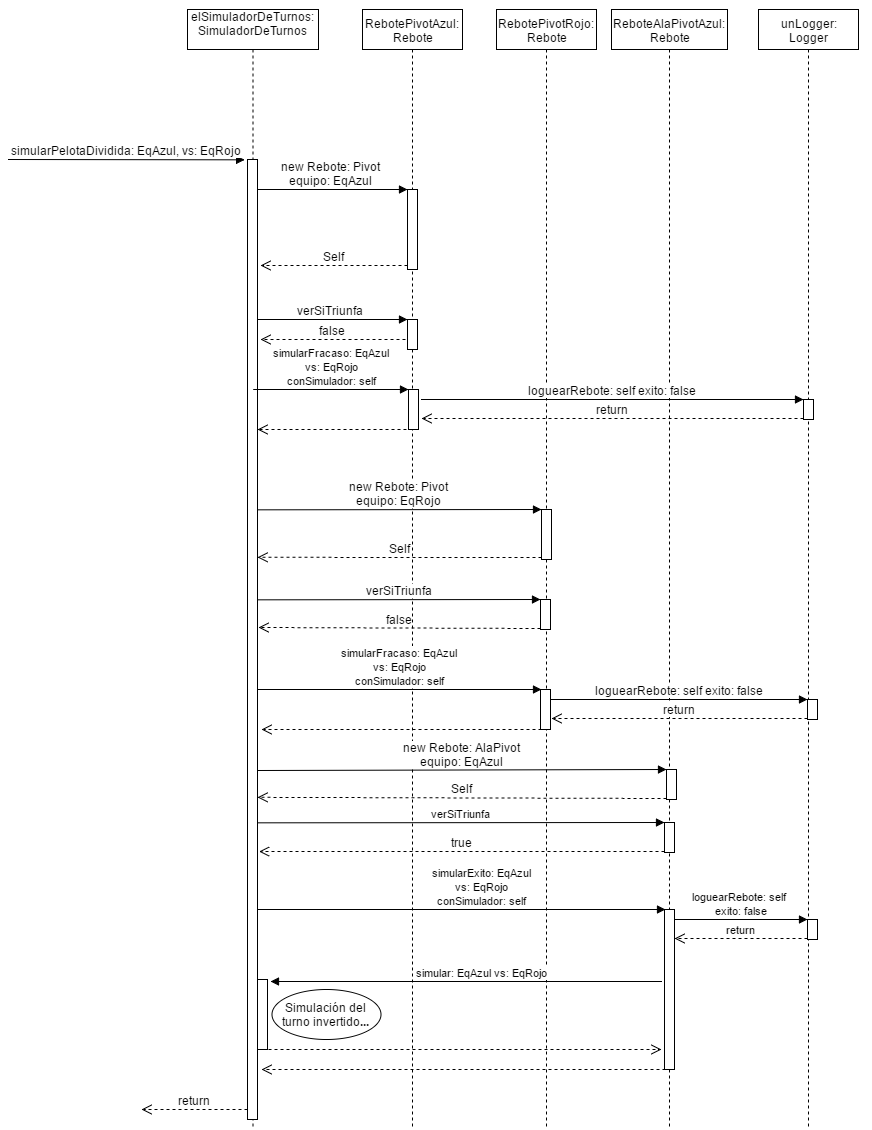 elSimuladorDeTurnos:
SimuladorDeTurnos
RebotePivotAzul:
Rebote
RebotePivotRojo:
Rebote
ReboteAlaPivotAzul:
Rebote
unLogger:
Logger
simularPelotaDividida: EqAzul, vs: EqRojo
new Rebote: Pivot
equipo: EqAzul
Self
verSiTriunfa
false
simularFracaso: EqAzul
vs: EqRojo
conSimulador: self
loguearRebote: self exito: false
return
new Rebote: Pivot
equipo: EqRojo
Self
verSiTriunfa
false
simularFracaso: EqAzul
vs: EqRojo
conSimulador: self
loguearRebote: self exito: false
return
new Rebote: AlaPivot
equipo: EqAzul
Self
verSiTriunfa
true
simularExito: EqAzul
vs: EqRojo
conSimulador: self
loguearRebote: self
exito: false
return
simular: EqAzul vs: EqRojo
Simulación del
turno invertido...
return